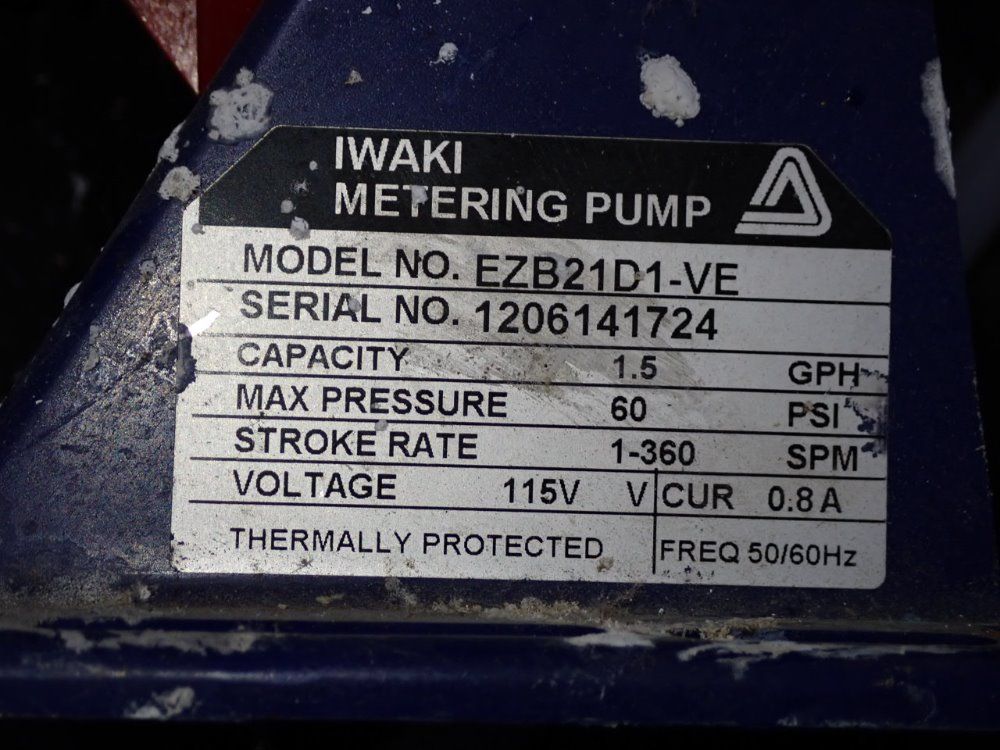 IWAKI
METERING PUMP
MODEL NO. EZB21D1-VE
SERIAL NO. 1206141724
CAPACITY 1.5 GPH
MAX PRESSURE 60 PSI
STROKE RATE 1-360 SPM
VOLTAGE 115V V CUR 0.8 A
THERMALLY PROTECTED FREQ 50/60Hz